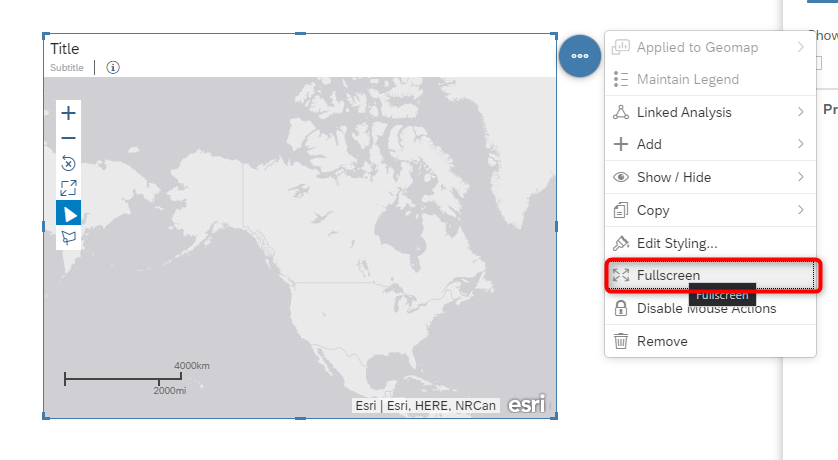 Title
Subtitle
4000km
2000mi
Esri | Esri, HERE, NRCan
esri
Applied to Geomap
Maintain Legend
Linked Analysis
Add
Show / Hide
Copy
Edit Styling...
Fullscreen
Fullscreen
Disable Mouse Actions
Remove
Show
Pr